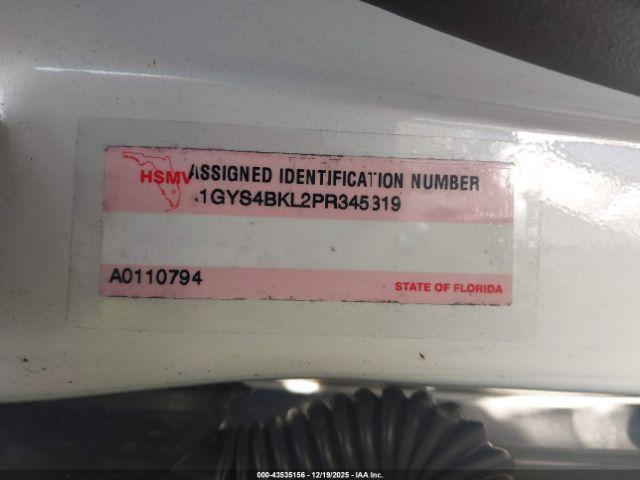 HSMV ASSIGNED IDENTIFICATION NUMBER
1GYS4BKL2PR345319
A0110794
STATE OF FLORIDA
000-43535156 – 12/19/2025 – IAA Inc.